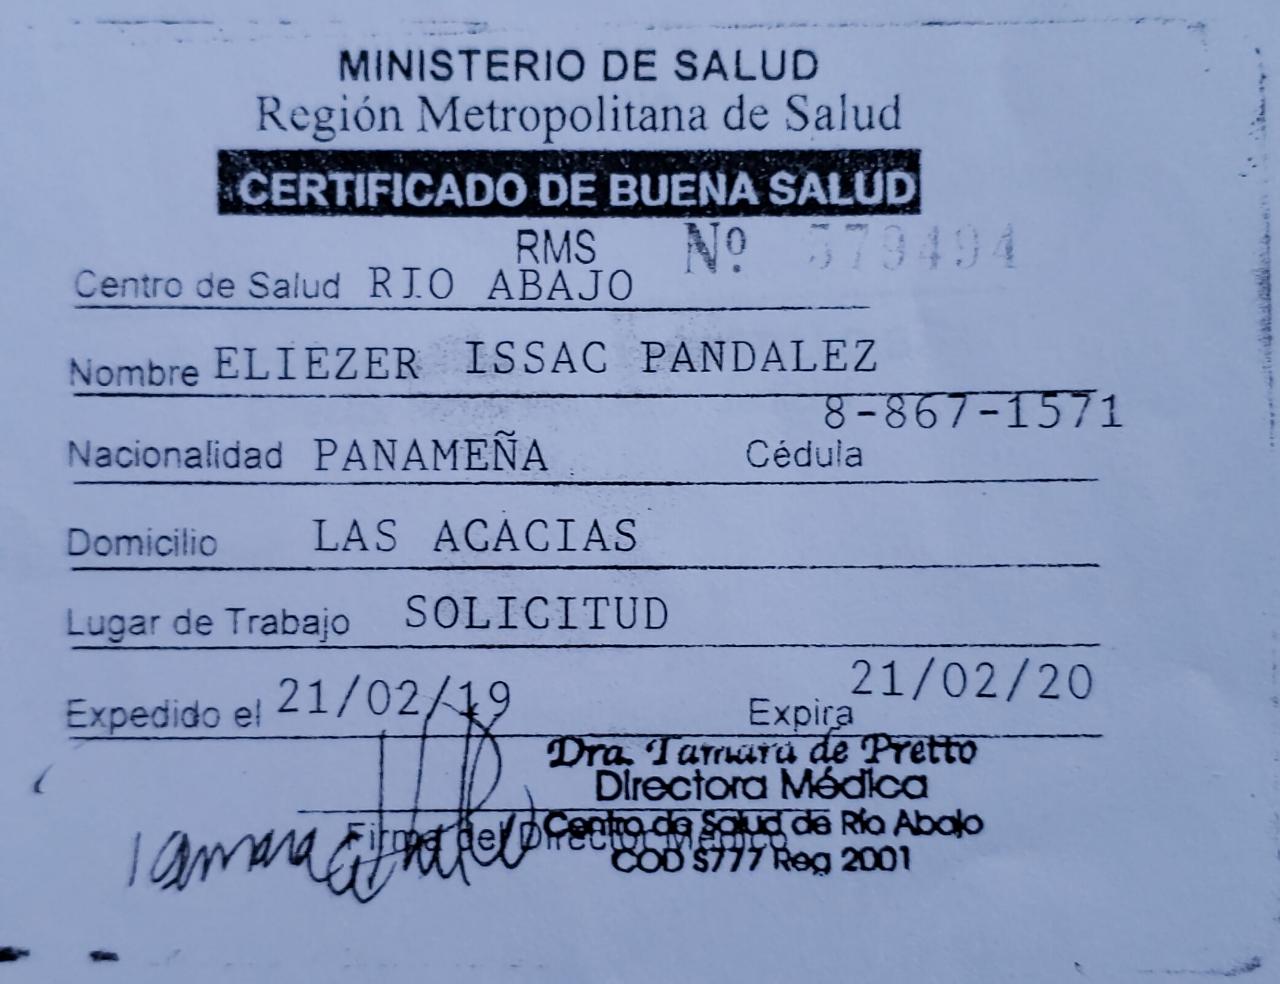 MINISTERIO DE SALUD
Región Metropolitana de Salud
CERTIFICADO DE BUENA SALUD
RMS Nº 579494
Centro de Salud RIO ABAJO
Nombre ELIEZER ISSAC PANDALEZ
8-867-1571
Nacionalidad PANAMEÑA Cédula
Domicilio LAS ACACIAS
Lugar de Trabajo SOLICITUD
Expedido el 21/02/19 Expira 21/02/20
Dra. Tamara de Pretto
Directora Médica
Centro de Salud de Río Abajo
Firma del Director Médico
COD S777 Reg 2001